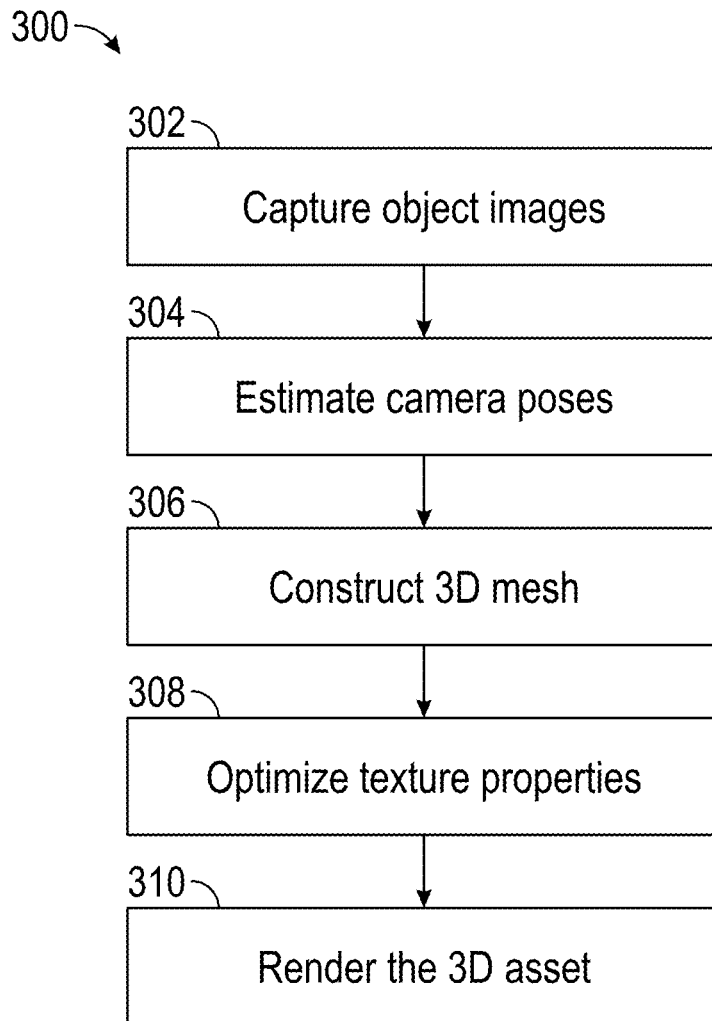 300
302
Capture object images
304
Estimate camera poses
306
Construct 3D mesh
308
Optimize texture properties
310
Render the 3D asset